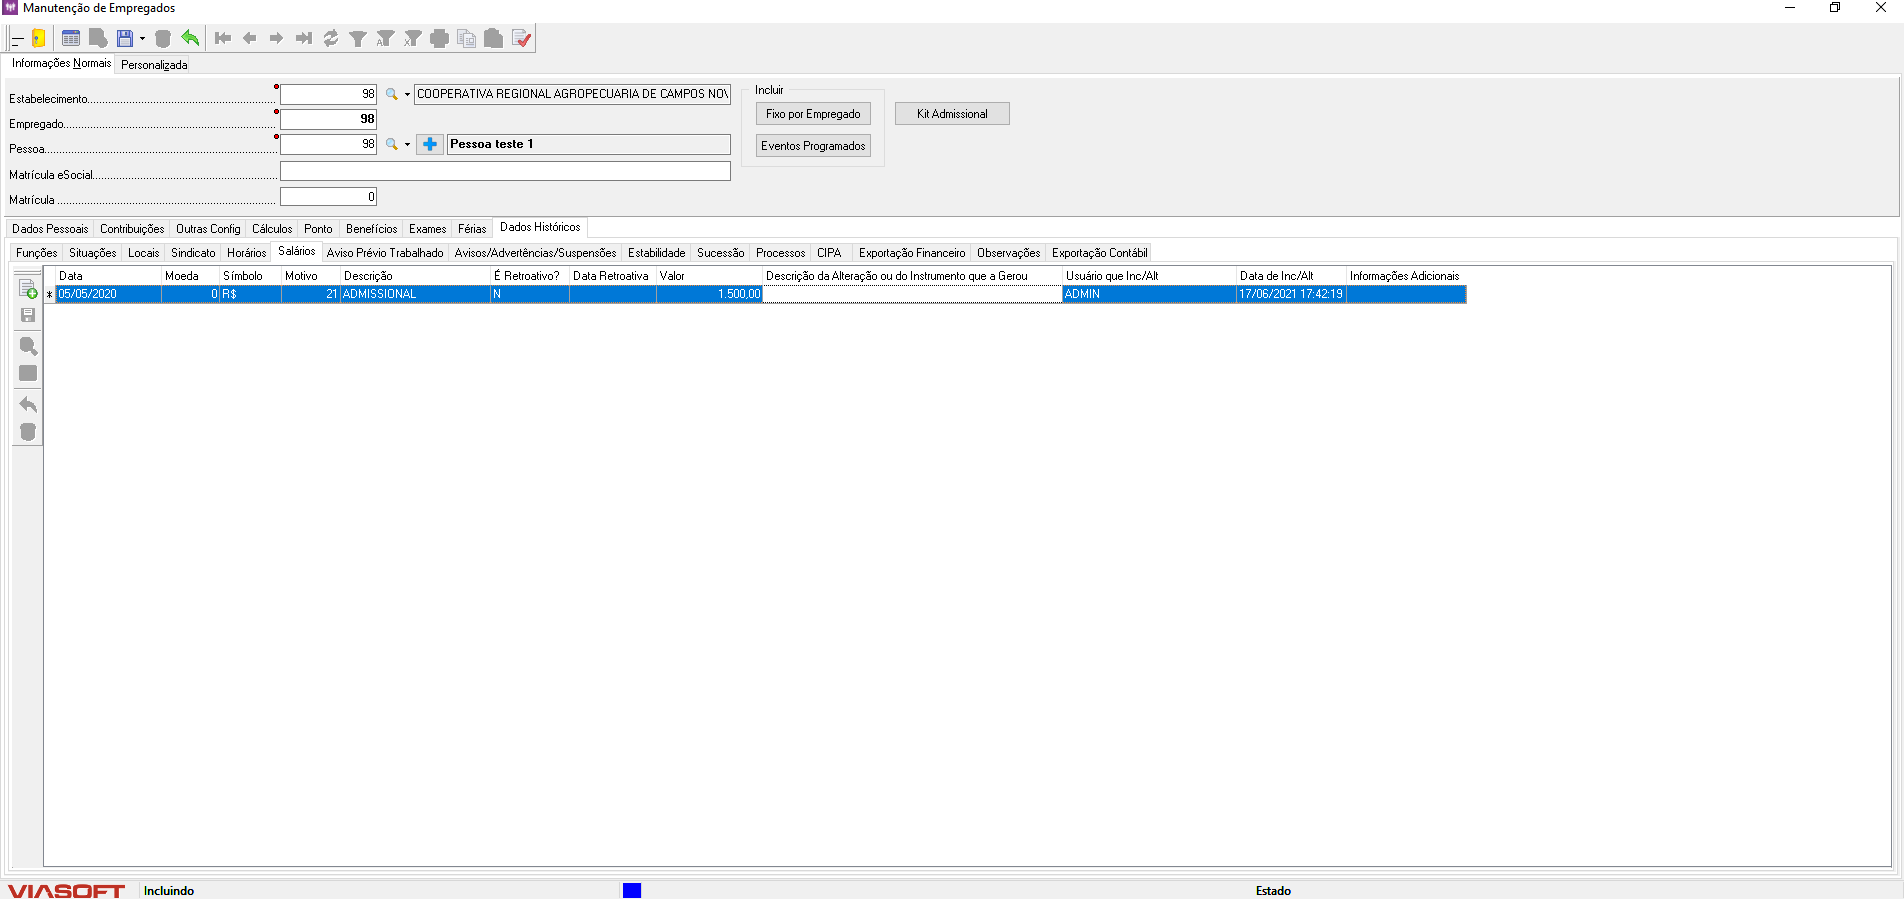 Manutenção de Empregados
Informações Normais Personalizada
Estabelecimento 98 COOPERATIVA REGIONAL AGROPECUARIA DE CAMPOS NOV
Empregado 98
Pessoa 98 Pessoa teste 1
Matrícula eSocial
Matrícula 0
Incluir
Fixo por Empregado
Eventos Programados
Kit Admissional
Dados Pessoais Contribuições Outras Config Cálculos Ponto Benefícios Exames Férias Dados Históricos
Funções Situações Locais Sindicato Horários Salários Aviso Prévio Trabalhado Avisos/Advertências/Suspensões Estabilidade Sucessão Processos CIPA Exportação Financeiro Observações Exportação Contábil
Data Moeda Símbolo Motivo Descrição É Retroativo? Data Retroativa Valor Descrição da Alteração ou do Instrumento que a Gerou Usuário que Inc/Alt Data de Inc/Alt Informações Adicionais
* 05/05/2020 0 R$ 21 ADMISSIONAL N 1.500,00 ADMIN 17/06/2021 17:42:19
VIASOFT Incluindo Estado